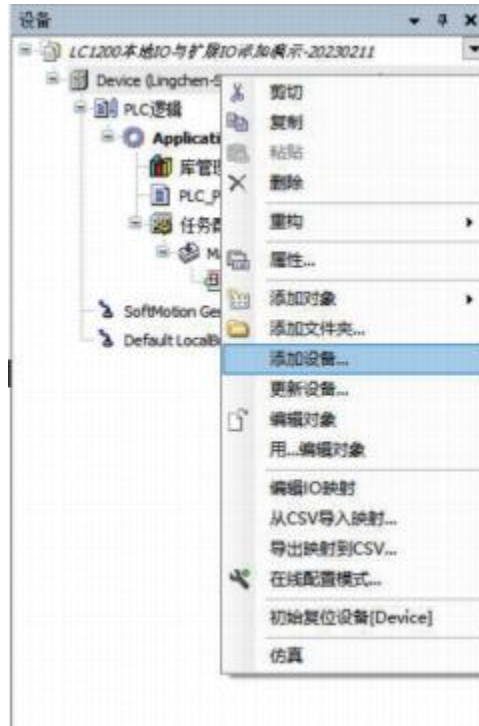 设备
LC1200本地IO与扩展IO添加演示-20230211
Device (Lingchen-S
PLC逻辑
Applicati
库管理
PLC_P
任务配
Ma
SoftMotion Gen
Default LocalB
剪切
复制
粘贴
删除
重构
属性...
添加对象
添加文件夹...
添加设备...
更新设备...
编辑对象
用...编辑对象
编辑IO映射
从CSV导入映射...
导出映射到CSV...
在线配置模式...
初始复位设备[Device]
仿真